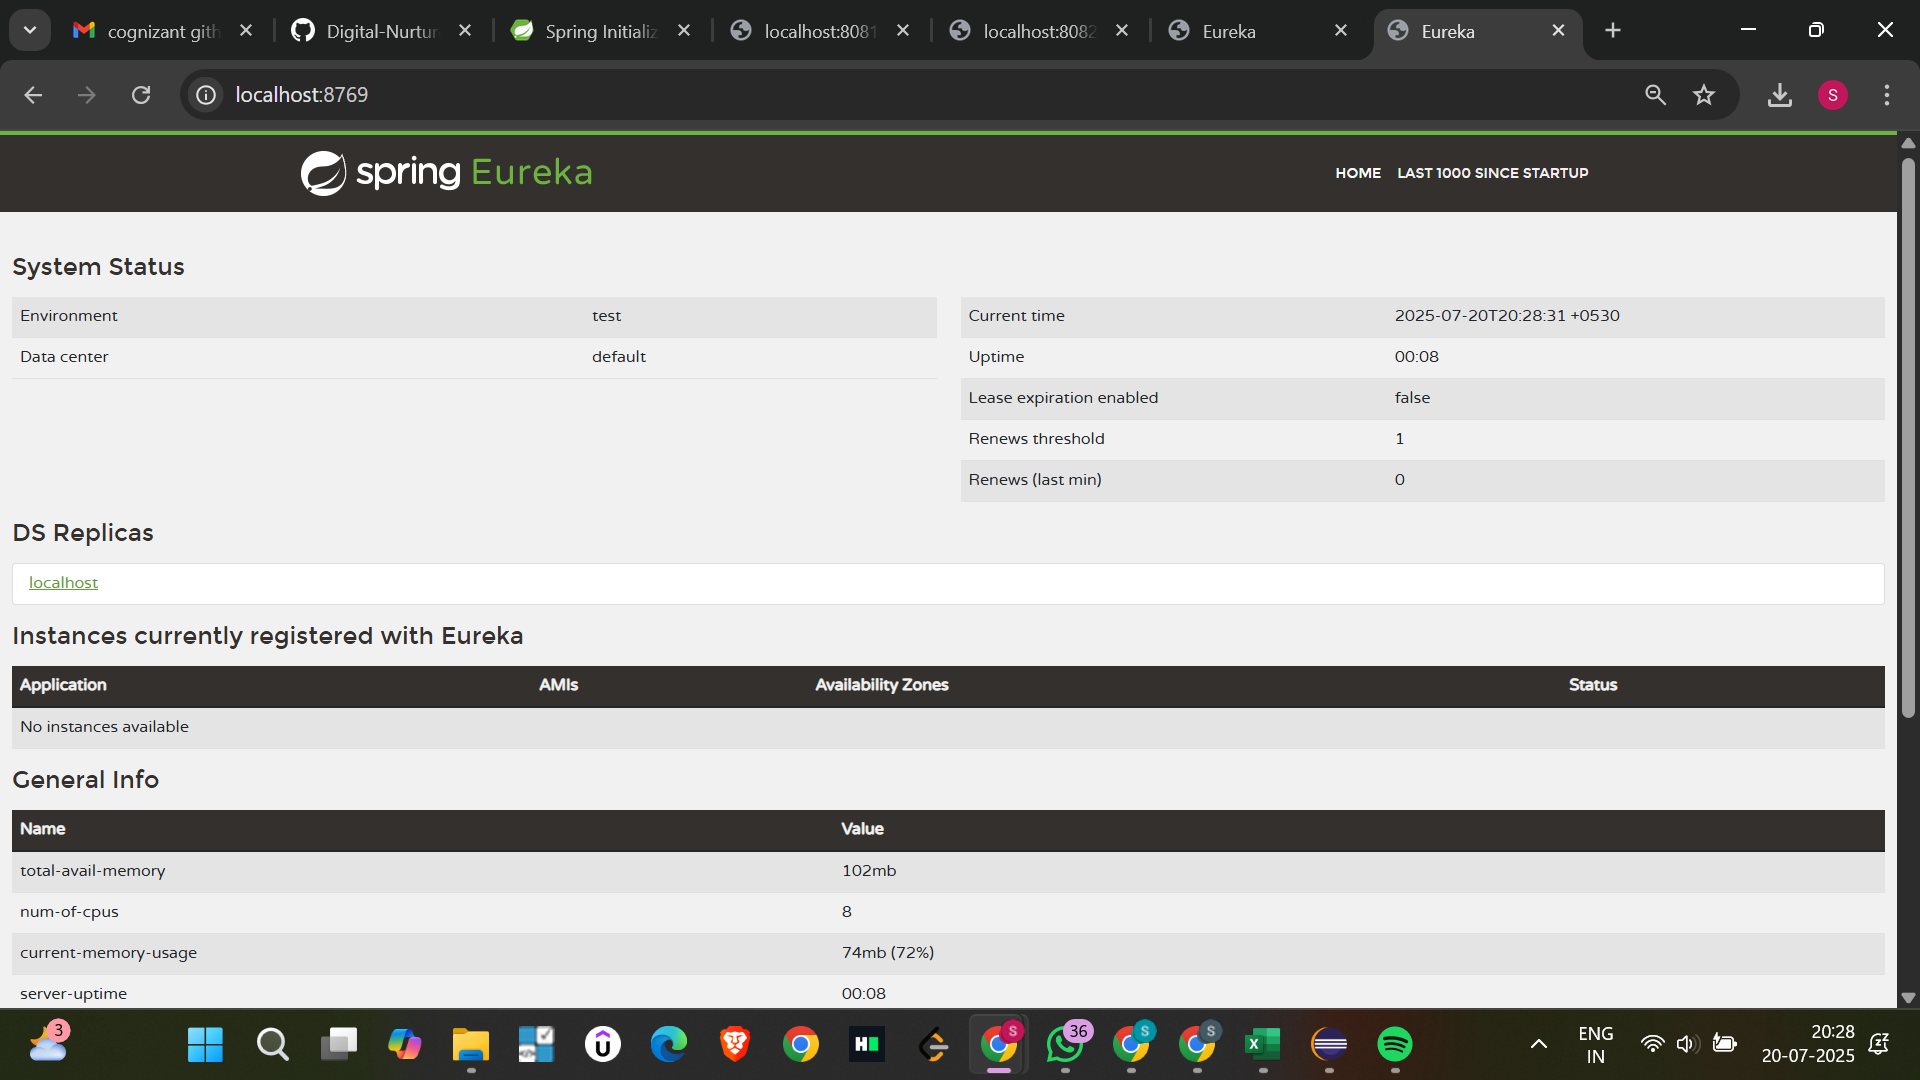 cognizant gith
Digital-Nurtur
Spring Initializ
localhost:8081
localhost:8082
Eureka
Eureka
localhost:8769
S
spring Eureka
HOME LAST 1000 SINCE STARTUP
System Status
Environment test
Data center default
Current time 2025-07-20T20:28:31 +0530
Uptime 00:08
Lease expiration enabled false
Renews threshold 1
Renews (last min) 0
DS Replicas
localhost
Instances currently registered with Eureka
Application AMIs Availability Zones Status
No instances available
General Info
Name Value
total-avail-memory 102mb
num-of-cpus 8
current-memory-usage 74mb (72%)
server-uptime 00:08
3
S
36
S
S
ENG
IN
20:28
20-07-2025